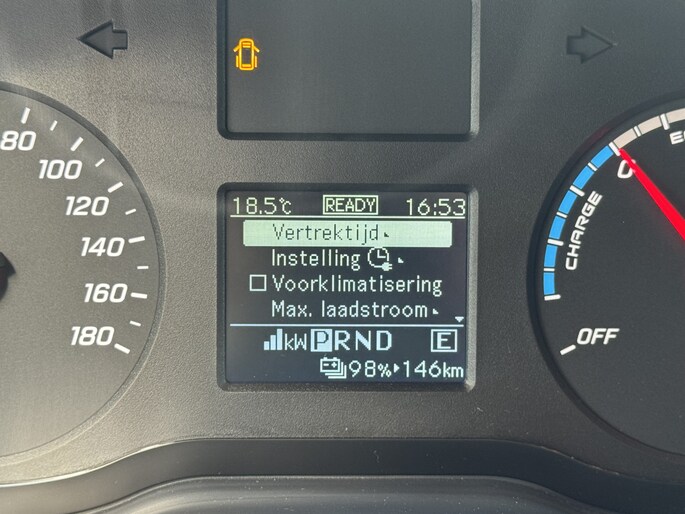 18.5°C READY 16:53
Vertrektijd
Instelling
Voorklimatisering
Max. laadstroom
kW PRND E
98% 146km
80
100
120
140
160
180
CHARGE
0
OFF